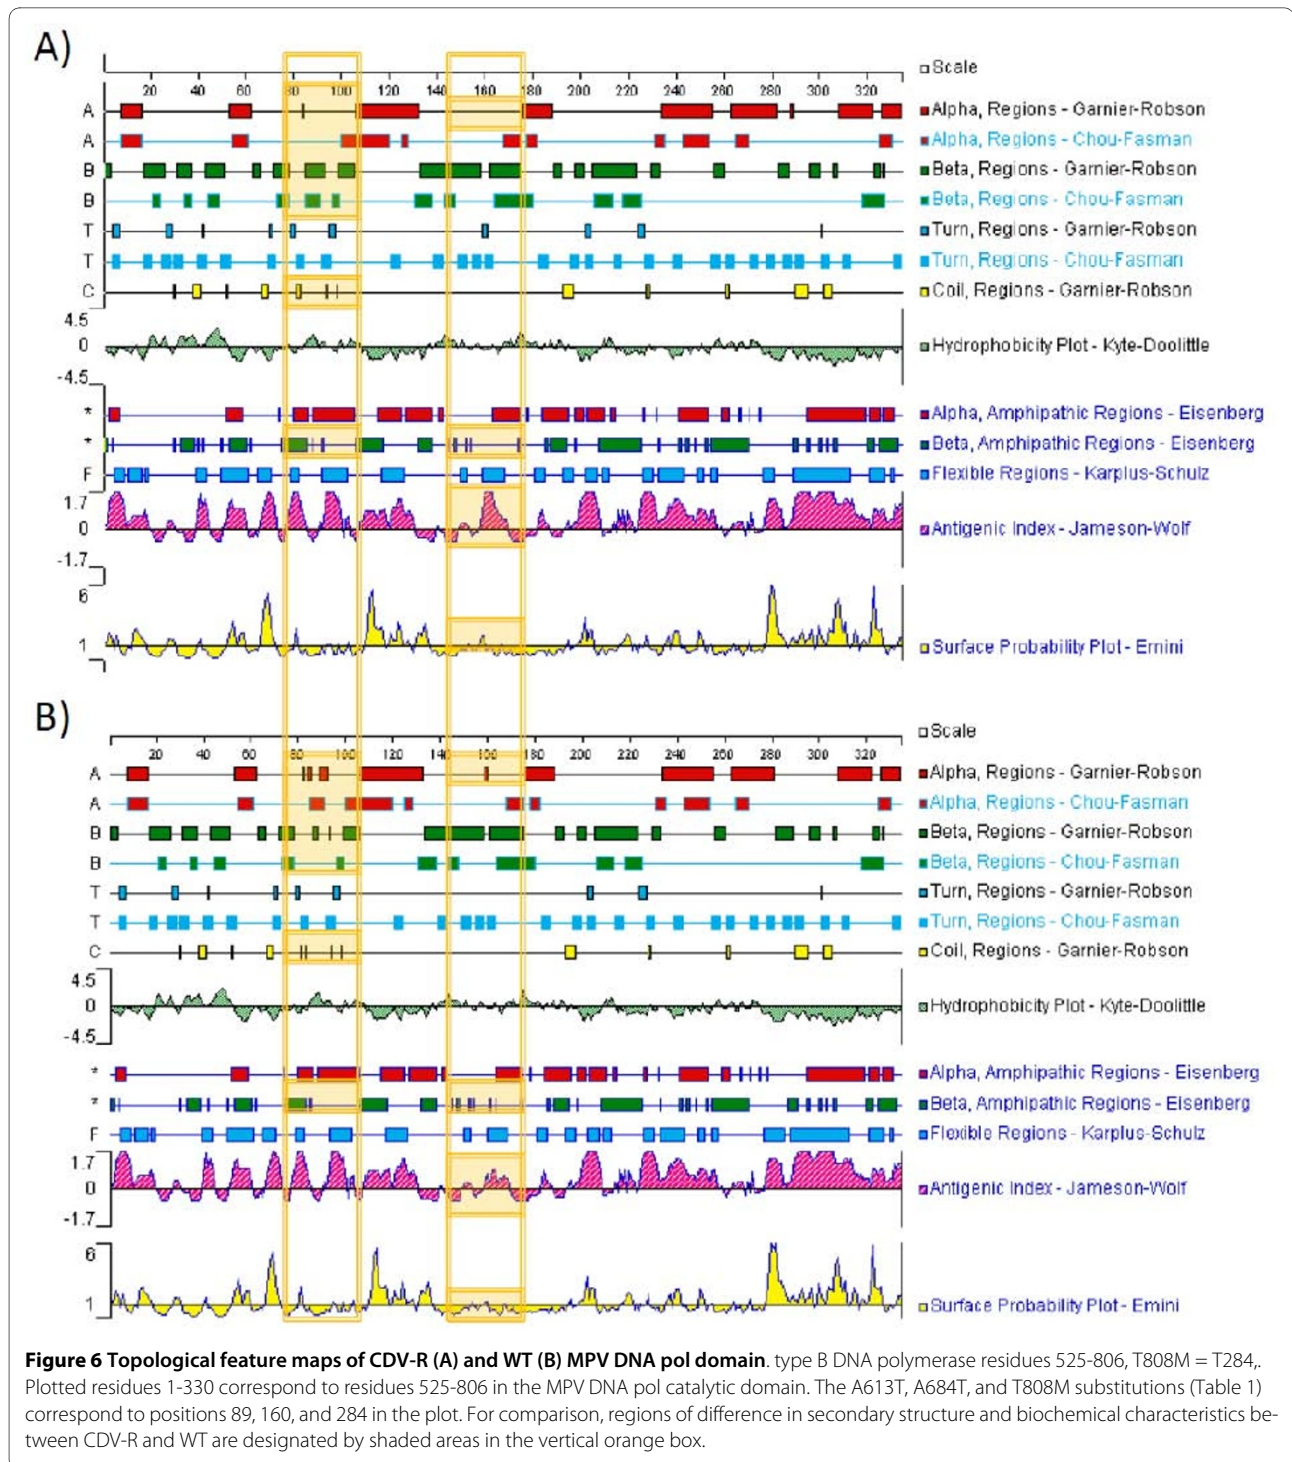 A)
Scale
20 40 60 80 100 120 140 160 180 200 220 240 260 280 300 320
A Alpha, Regions - Garnier-Robson
A Alpha, Regions - Chou-Fasman
B Beta, Regions - Garnier-Robson
B Beta, Regions - Chou-Fasman
T Turn, Regions - Garnier-Robson
T Turn, Regions - Chou-Fasman
C Coil, Regions - Garnier-Robson
4.5
0 Hydrophobicity Plot - Kyte-Doolittle
-4.5
* Alpha, Amphipathic Regions - Eisenberg
* Beta, Amphipathic Regions - Eisenberg
F Flexible Regions - Karplus-Schulz
1.7
0 Antigenic Index - Jameson-Wolf
-1.7
6
1 Surface Probability Plot - Emini
B)
Scale
20 40 60 80 100 120 140 160 180 200 220 240 260 280 300 320
A Alpha, Regions - Garnier-Robson
A Alpha, Regions - Chou-Fasman
B Beta, Regions - Garnier-Robson
B Beta, Regions - Chou-Fasman
T Turn, Regions - Garnier-Robson
T Turn, Regions - Chou-Fasman
C Coil, Regions - Garnier-Robson
4.5
0 Hydrophobicity Plot - Kyte-Doolittle
-4.5
* Alpha, Amphipathic Regions - Eisenberg
* Beta, Amphipathic Regions - Eisenberg
F Flexible Regions - Karplus-Schulz
1.7
0 Antigenic Index - Jameson-Wolf
-1.7
6
1 Surface Probability Plot - Emini
Figure 6 Topological feature maps of CDV-R (A) and WT (B) MPV DNA pol domain. type B DNA polymerase residues 525-806, T808M = T284,.
Plotted residues 1-330 correspond to residues 525-806 in the MPV DNA pol catalytic domain. The A613T, A684T, and T808M substitutions (Table 1)
correspond to positions 89, 160, and 284 in the plot. For comparison, regions of difference in secondary structure and biochemical characteristics be-
tween CDV-R and WT are designated by shaded areas in the vertical orange box.